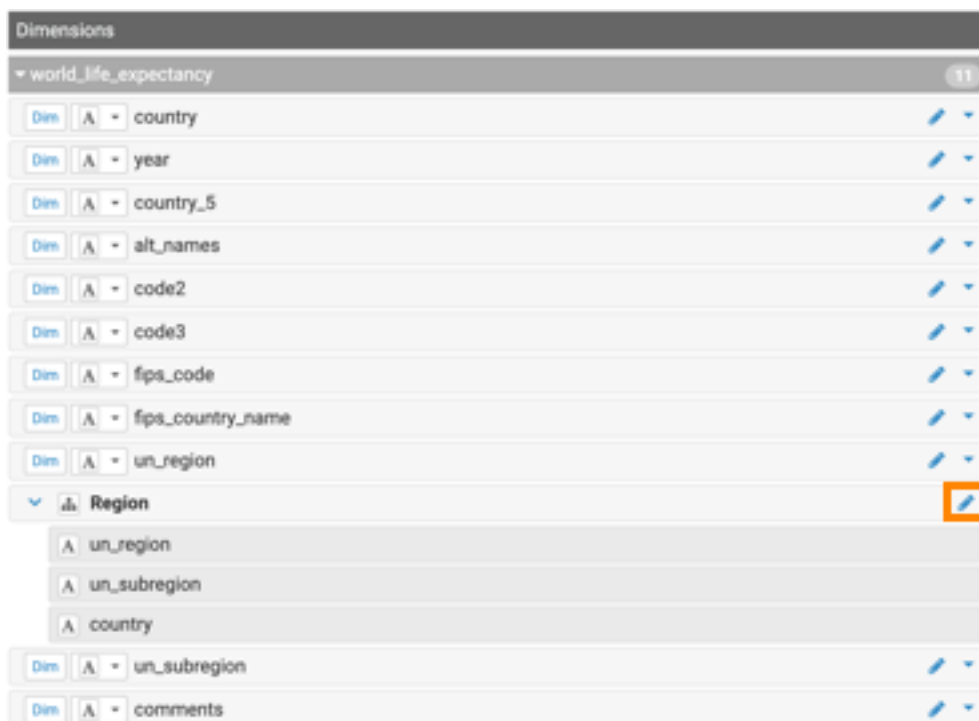 Dimensions
world_life_expectancy 11
Dim A country
Dim A year
Dim A country_5
Dim A alt_names
Dim A code2
Dim A code3
Dim A fips_code
Dim A fips_country_name
Dim A un_region
Region
A un_region
A un_subregion
A country
Dim A un_subregion
Dim A comments